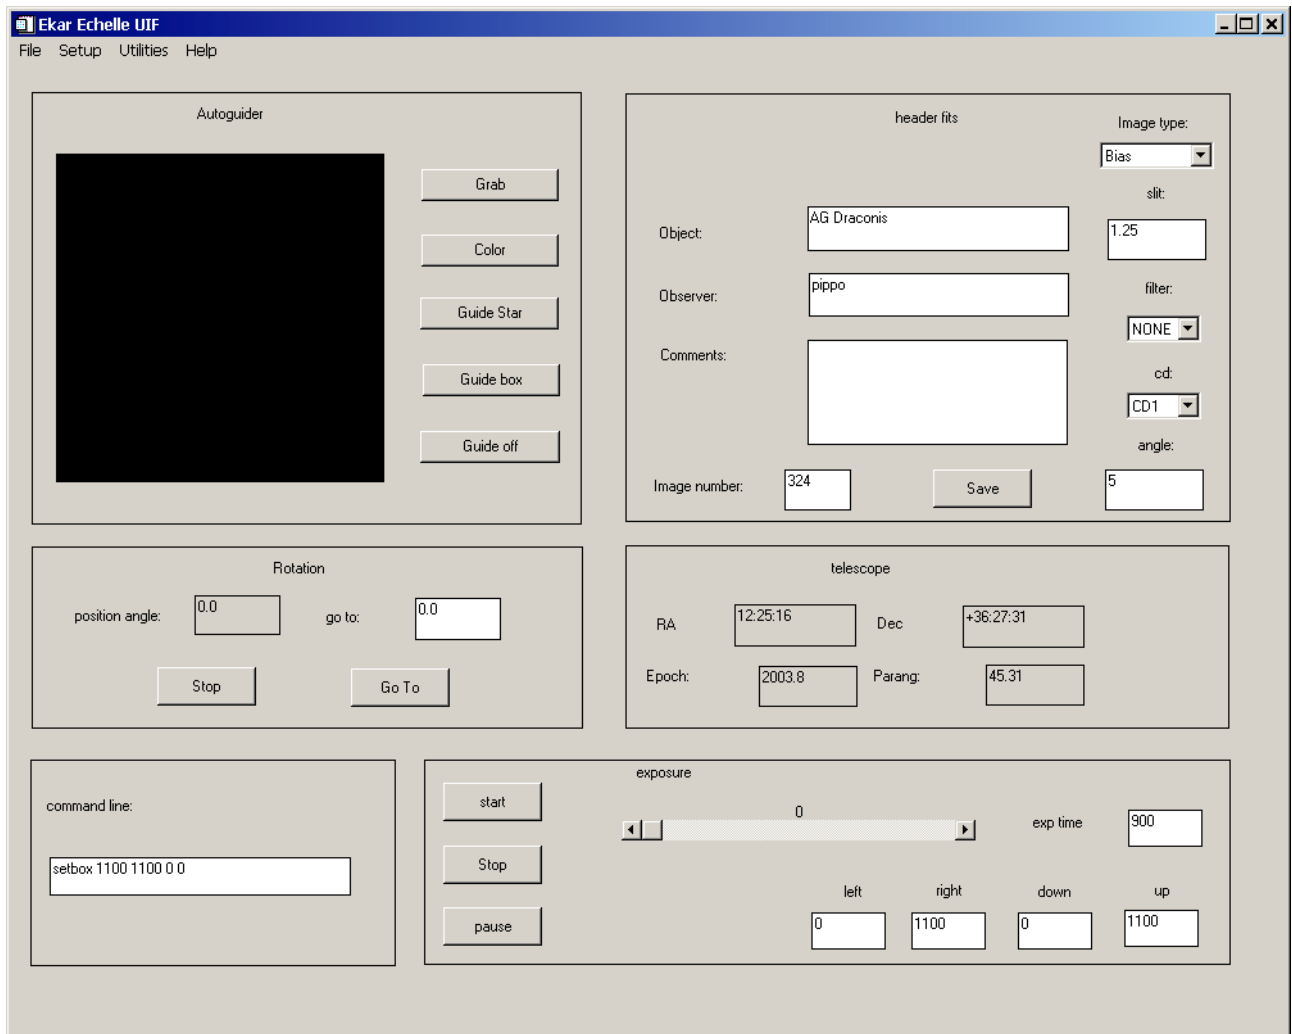 Ekar Echelle UIF
File Setup Utilities Help
Autoguider
Grab
Color
Guide Star
Guide box
Guide off
header fits
Image type:
Bias
slit:
Object: AG Draconis
1.25
Observer: pippo
filter:
NONE
Comments:
cd:
CD1
angle:
Image number: 324 Save 5
Rotation
position angle: 0.0 go to: 0.0
Stop Go To
telescope
RA 12:25:16 Dec +36:27:31
Epoch: 2003.8 Parang: 45.31
command line:
setbox 1100 1100 0 0
exposure
start
0
exp time 900
Stop
pause
left right down up
0 1100 0 1100